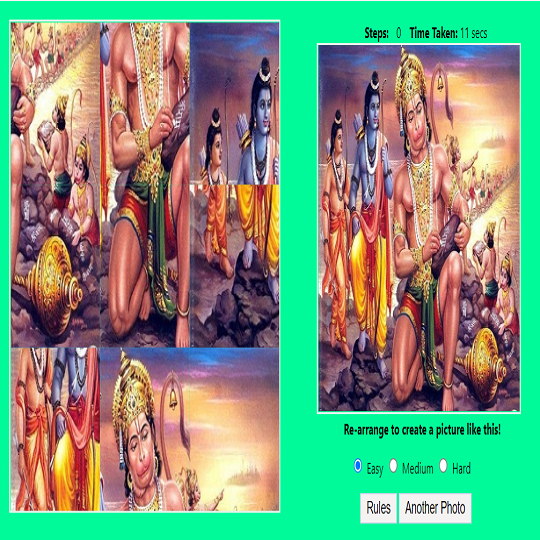 Steps: 0 Time Taken: 11 secs
Re-arrange to create a picture like this!
Easy Medium Hard
Rules Another Photo